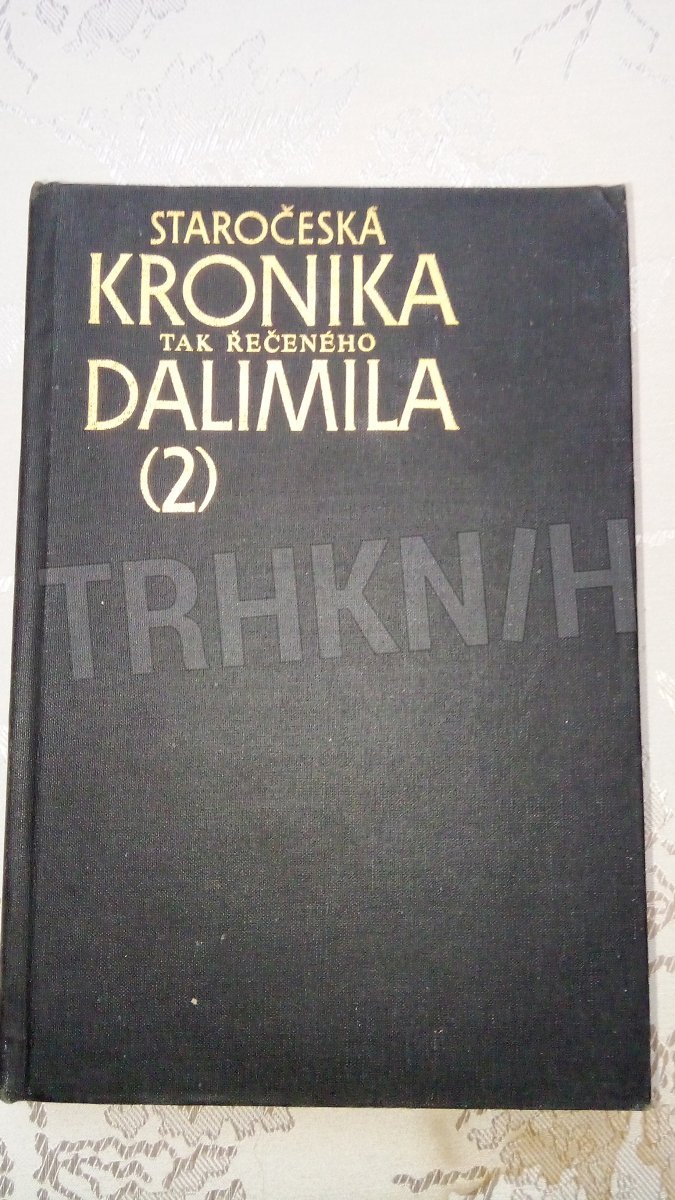 STAROČESKÁ
KRONIKA
TAK ŘEČENÉHO
DALIMILA
(2)
TRHKNIH